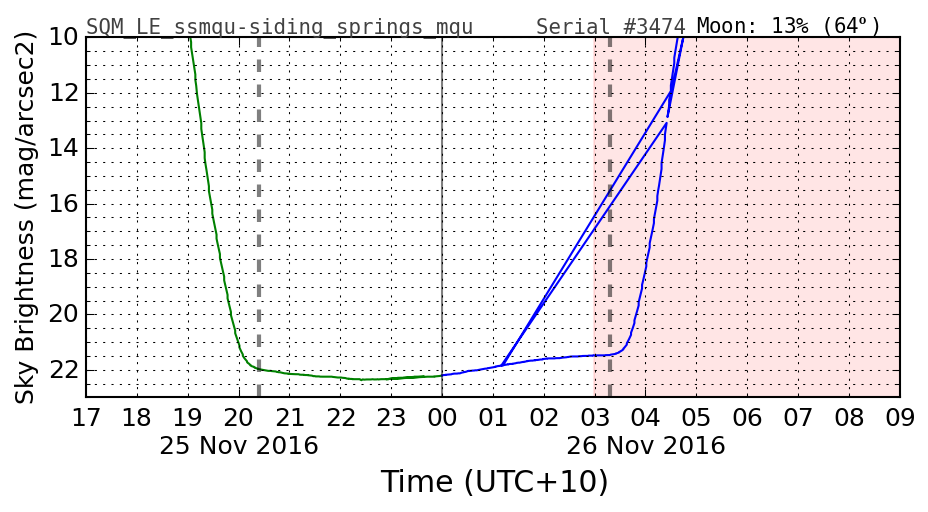 SQM_LE_ssmqu-siding_springs_mqu Serial #3474 Moon: 13% (64°)
Sky Brightness (mag/arcsec2)
10
12
14
16
18
20
22
17 18 19 20 21 22 23 00 01 02 03 04 05 06 07 08 09
25 Nov 2016 26 Nov 2016
Time (UTC+10)